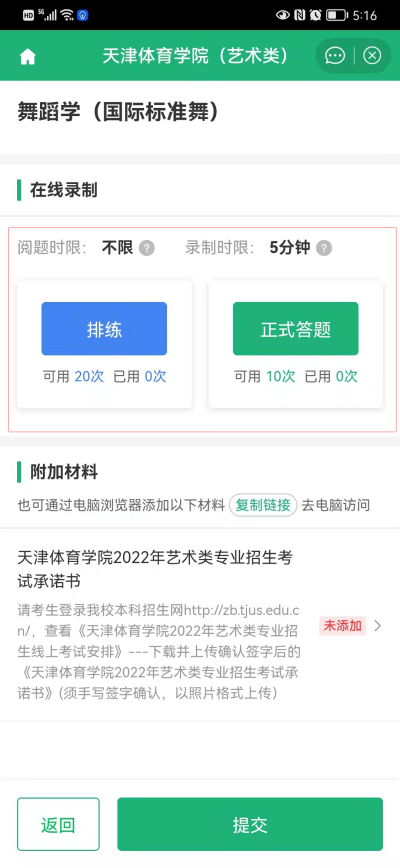 HD 5G 5:16
天津体育学院（艺术类）
舞蹈学（国际标准舞）
在线录制
阅题时限： 不限 ? 录制时限： 5分钟 ?
排练 正式答题
可用 20次 已用 0次 可用 10次 已用 0次
附加材料
也可通过电脑浏览器添加以下材料 复制链接 去电脑访问
天津体育学院2022年艺术类专业招生考
试承诺书
请考生登录我校本科招生网http://zb.tjus.edu.c
n/，查看《天津体育学院2022年艺术类专业招
生线上考试安排》---下载并上传确认签字后的
《天津体育学院2022年艺术类专业招生考试承
诺书》(须手写签字确认，以照片格式上传）
未添加
返回 提交